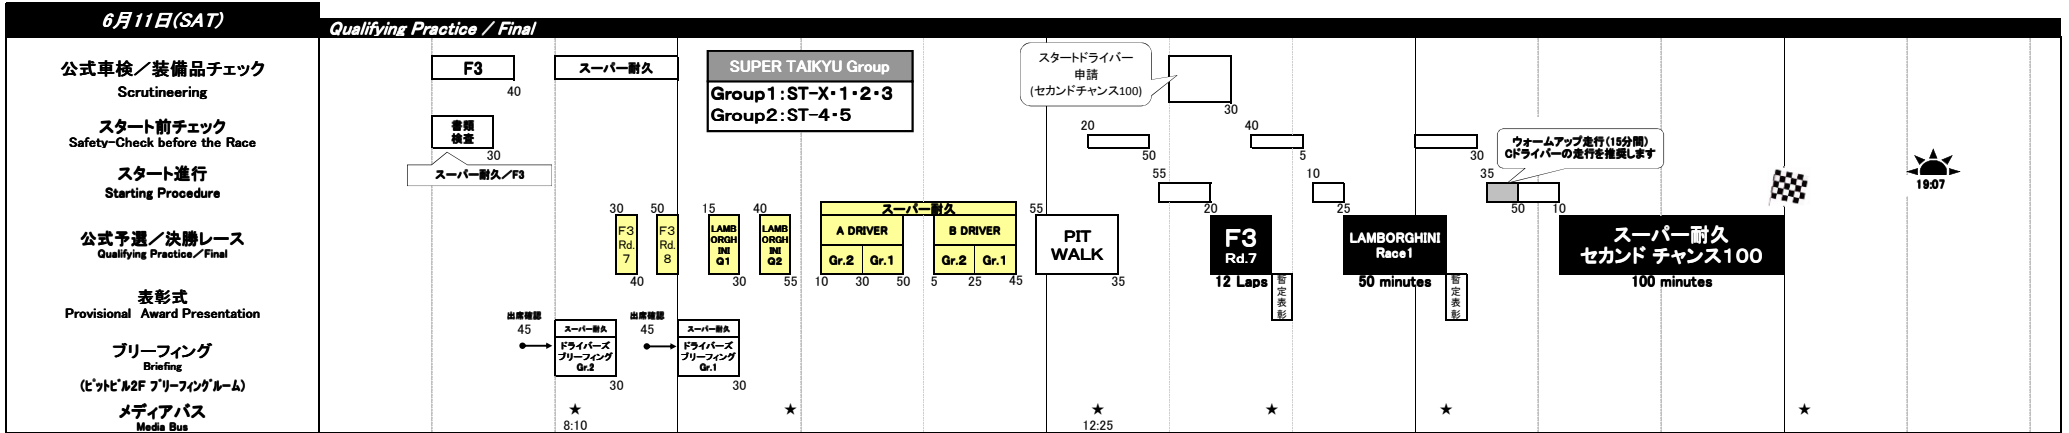 6月11日(SAT)
Qualifying Practice / Final
公式車検／装備品チェック
Scrutineering
F3
40
スーパー耐久
SUPER TAIKYU Group
Group1:ST-X・1・2・3
Group2:ST-4・5
スタートドライバー
申請
(セカンドチャンス100)
30
スタート前チェック
Safety-Check before the Race
書類
検査
30
スーパー耐久／F3
20
50
40
5
30
ウォームアップ走行(15分間)
Cドライバーの走行を推奨します
スタート進行
Starting Procedure
55
20
10
25
35
50
10
19:07
公式予選／決勝レース
Qualifying Practice／Final
30
F3
Rd.
7
40
50
F3
Rd.
8
15
LAMB
ORGH
INI
Q1
30
40
LAMB
ORGH
INI
Q2
55
スーパー耐久
A DRIVER
Gr.2
Gr.1
10
30
50
B DRIVER
Gr.2
Gr.1
5
25
45
55
PIT
WALK
35
F3
Rd.7
12 Laps
LAMBORGHINI
Race1
50 minutes
スーパー耐久
セカンド チャンス100
100 minutes
表彰式
Provisional Award Presentation
暫定表彰
暫定表彰
ブリーフィング
Briefing
(ピットビル2F ブリーフィングルーム)
出席確認
45
スーパー耐久
ドライバーズ
ブリーフィング
Gr.2
30
出席確認
45
スーパー耐久
ドライバーズ
ブリーフィング
Gr.1
30
メディアバス
Media Bus
★
8:10
★
★
12:25
★
★
★